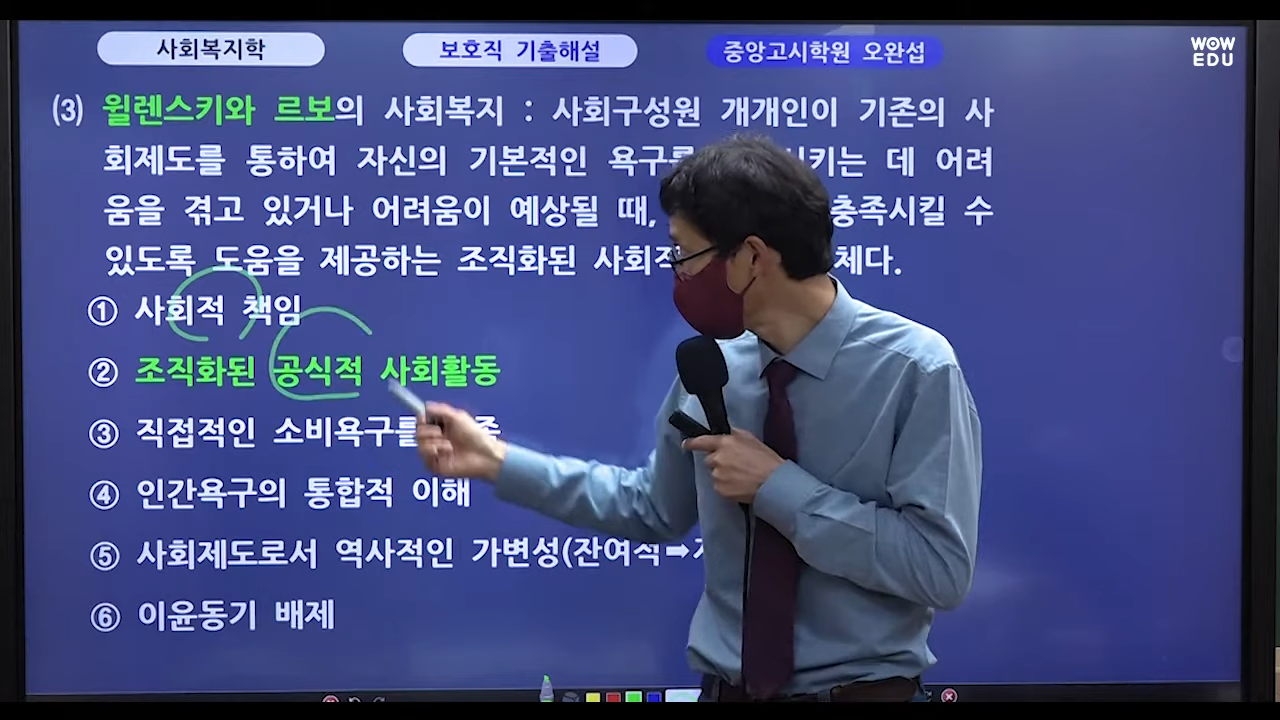 사회복지학
보호직 기출해설
중앙고시학원 오완섭
WOW
EDU
(3) 윌렌스키와 르보의 사회복지 : 사회구성원 개개인이 기존의 사
회제도를 통하여 자신의 기본적인 욕구를 키는 데 어려
움을 겪고 있거나 어려움이 예상될 때, 충족시킬 수
있도록 도움을 제공하는 조직화된 사회적 체다.
① 사회적 책임
② 조직화된 공식적 사회활동
③ 직접적인 소비욕구를 족
④ 인간욕구의 통합적 이해
⑤ 사회제도로서 역사적인 가변성(잔여적➡
⑥ 이윤동기 배제